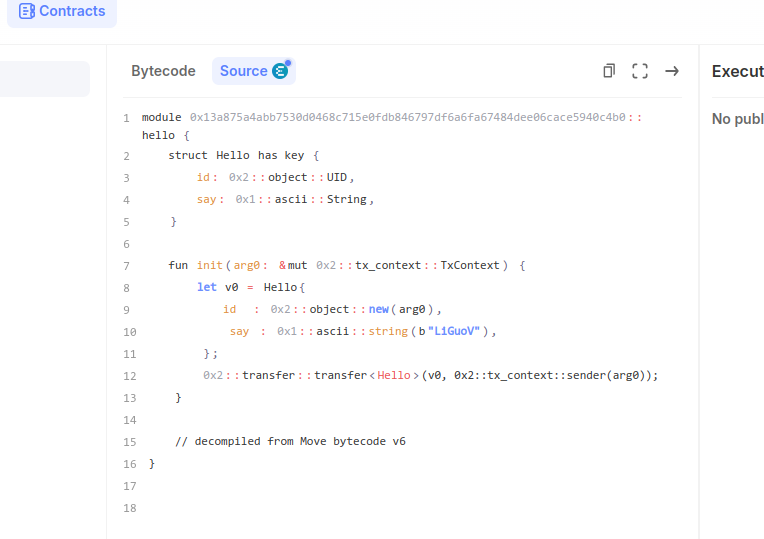 Contracts
Bytecode
Source
Execut
No publ
1 module 0x13a875a4abb7530d0468c715e0fdb846797df6a6fa67484dee06cace5940c4b0::
hello {
2 struct Hello has key {
3 id: 0x2::object::UID,
4 say: 0x1::ascii::String,
5 }
6
7 fun init(arg0: &mut 0x2::tx_context::TxContext) {
8 let v0 = Hello{
9 id : 0x2::object::new(arg0),
10 say : 0x1::ascii::string(b"LiGuoV"),
11 };
12 0x2::transfer::transfer<Hello>(v0, 0x2::tx_context::sender(arg0));
13 }
14
15 // decompiled from Move bytecode v6
16 }
17
18